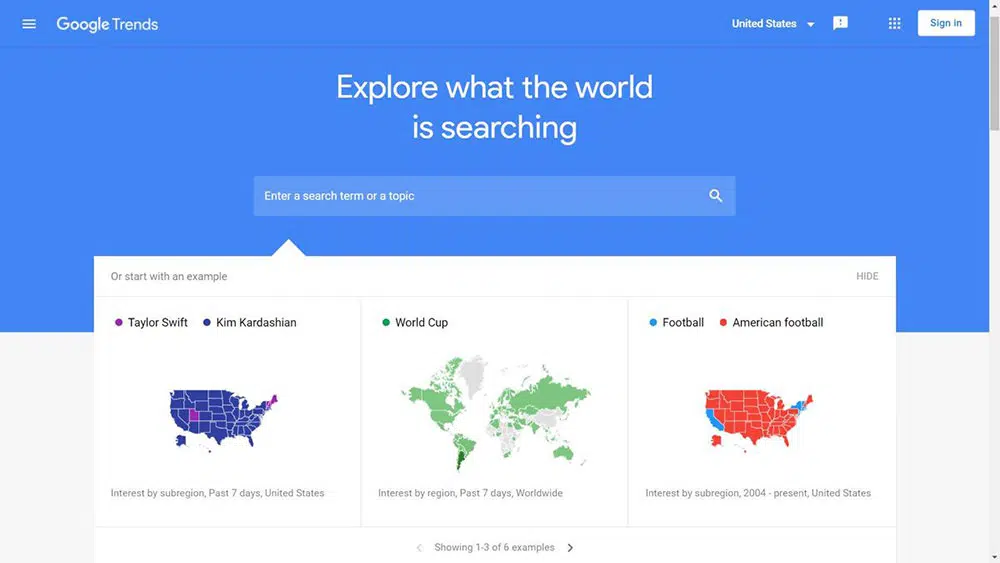 Google Trends
United States
Sign in
Explore what the world
is searching
Enter a search term or a topic
Or start with an example
HIDE
Taylor Swift
Kim Kardashian
World Cup
Football
American football
Interest by subregion, Past 7 days, United States
Interest by region, Past 7 days, Worldwide
Interest by subregion, 2004 - present, United States
Showing 1-3 of 6 examples